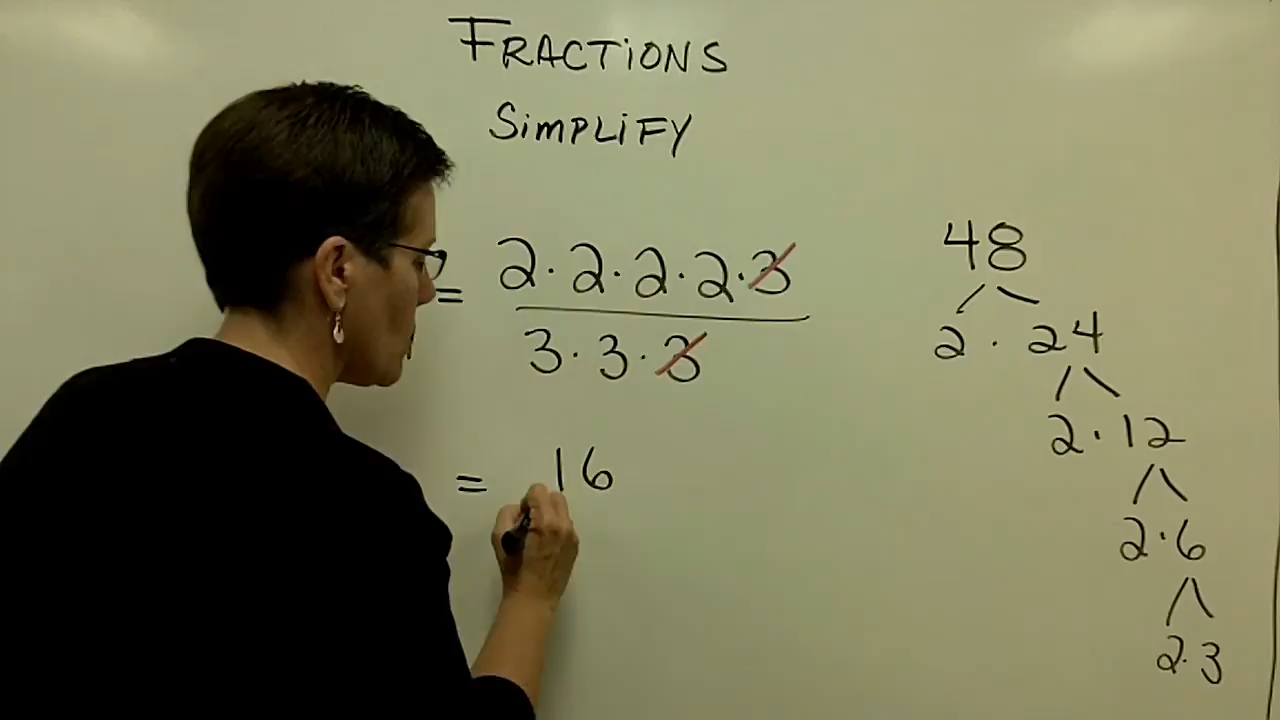 FRACTIONS
SIMPLIFY
= 2·2·2·2·3
3·3·3
= 16
48
2 · 24
2·12
2·6
2·3